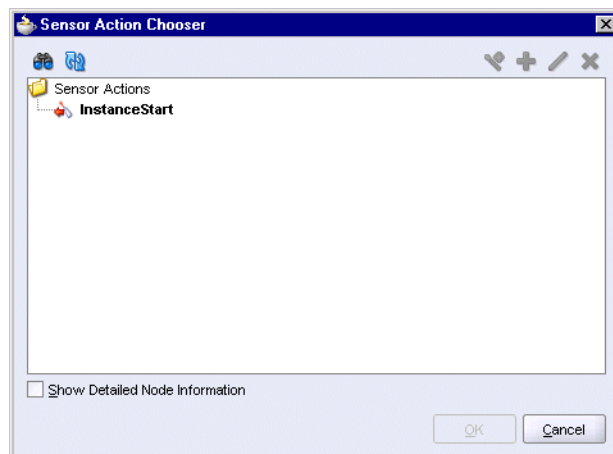 Sensor Action Chooser
Sensor Actions
InstanceStart
Show Detailed Node Information
OK
Cancel